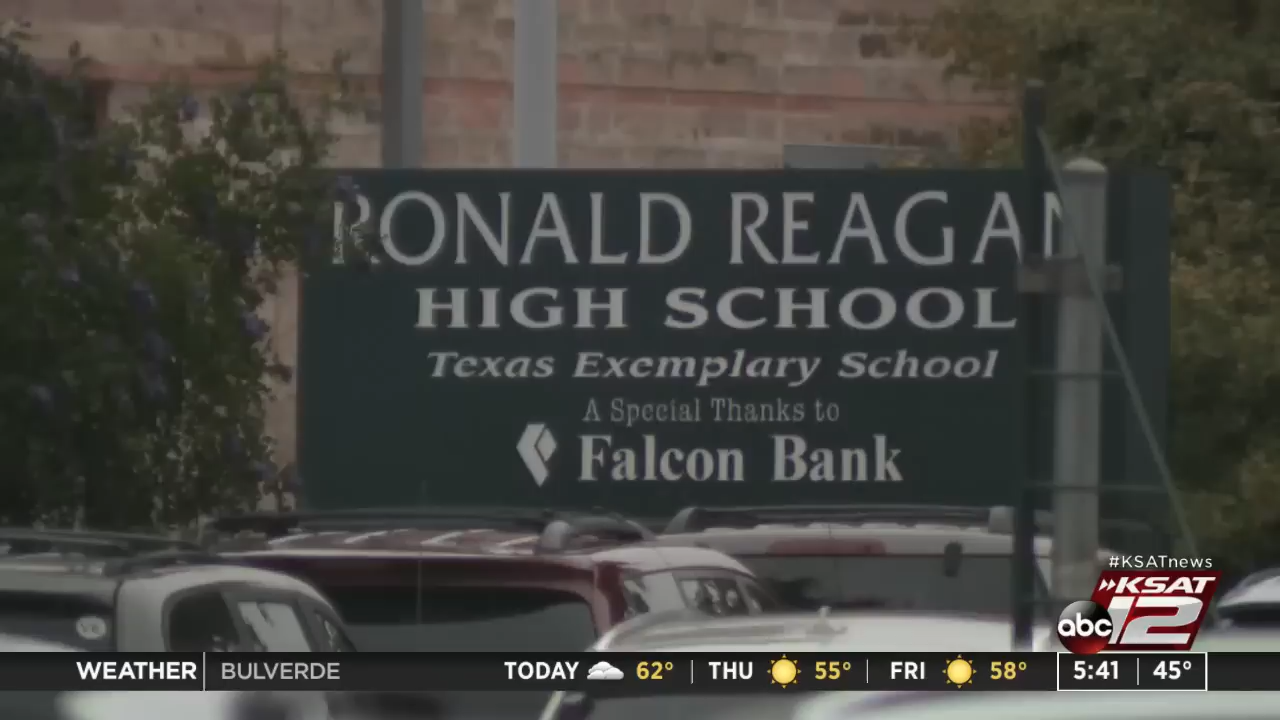 RONALD REAGAN
HIGH SCHOOL
Texas Exemplary School
A Special Thanks to
Falcon Bank
#KSATnews
KSAT
abc 12
WEATHER BULVERDE TODAY 62° THU 55° FRI 58° 5:41 45°